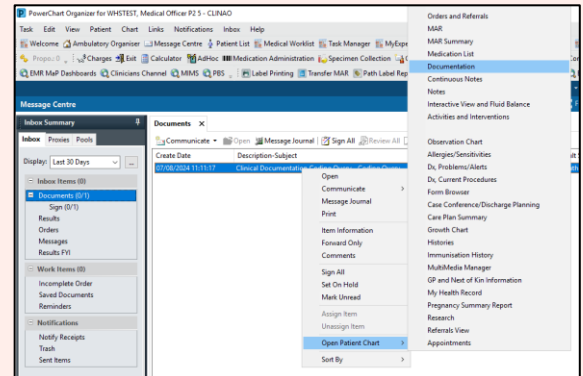 PowerChart Organizer for WHSTEST, Medical Officer P2 5 - CLINAO
Task Edit View Patient Chart Links Notifications Inbox Help
Welcome Ambulatory Organiser Message Centre Patient List Medical Worklist Task Manager MyExpe
Charges Exit Calculator AdHoc Medication Administration Specimen Collection
EMR MaP Dashboards Clinicians Channel MIMS PBS Label Printing Transfer MAR Path Label Rep
Message Centre
Inbox Summary
Inbox Proxies Pools
Display: Last 30 Days ...
Inbox Items (0)
Documents (0/1)
Sign (0/1)
Results
Orders
Messages
Results FYI
Work Items (0)
Incomplete Order
Saved Documents
Reminders
Notifications
Notify Receipts
Trash
Sent Items
Documents
Communicate Open Message Journal Sign All Review All
Create Date Description-Subject
07/08/2024 11:11:17 Clinical Documentation Coding Query - Coding Query
Open
Communicate
Message Journal
Print
Item Information
Forward Only
Comments
Sign All
Set On Hold
Mark Unread
Assign Item
Unassign Item
Open Patient Chart
Sort By
Orders and Referrals
MAR
MAR Summary
Medication List
Documentation
Continuous Notes
Notes
Interactive View and Fluid Balance
Activities and Interventions
Observation Chart
Allergies/Sensitivities
Dx, Problems/Alerts
Dx, Current Procedures
Form Browser
Case Conference/Discharge Planning
Care Plan Summary
Growth Chart
Histories
Immunisation History
MultiMedia Manager
GP and Next of Kin Information
My Health Record
Pregnancy Summary Report
Research
Referrals View
Appointments